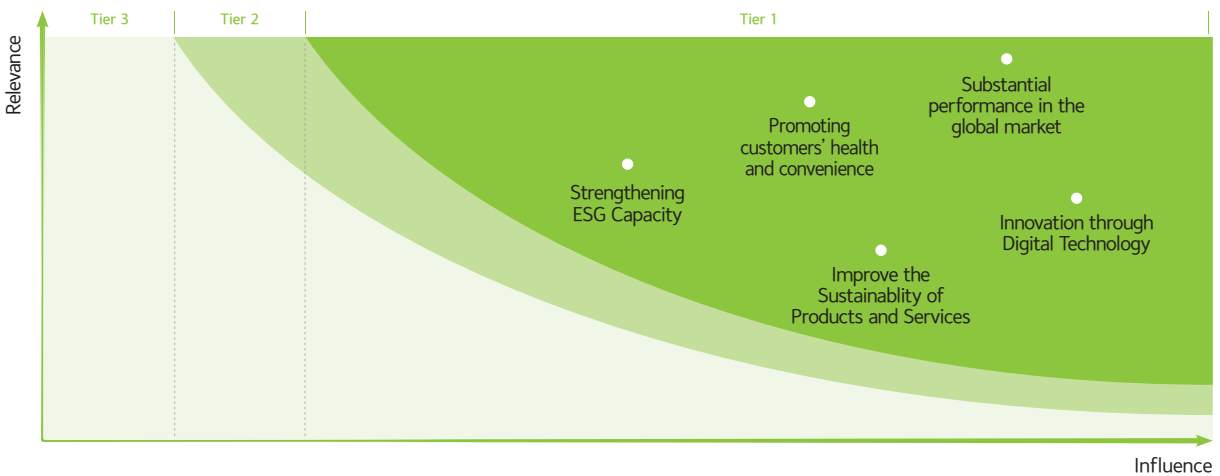 Tier 3
Tier 2
Tier 1
Relevance
Substantial
performance in the
global market
Promoting
customers’ health
and convenience
Strengthening
ESG Capacity
Innovation through
Digital Technology
Improve the
Sustainablity of
Products and Services
Influence